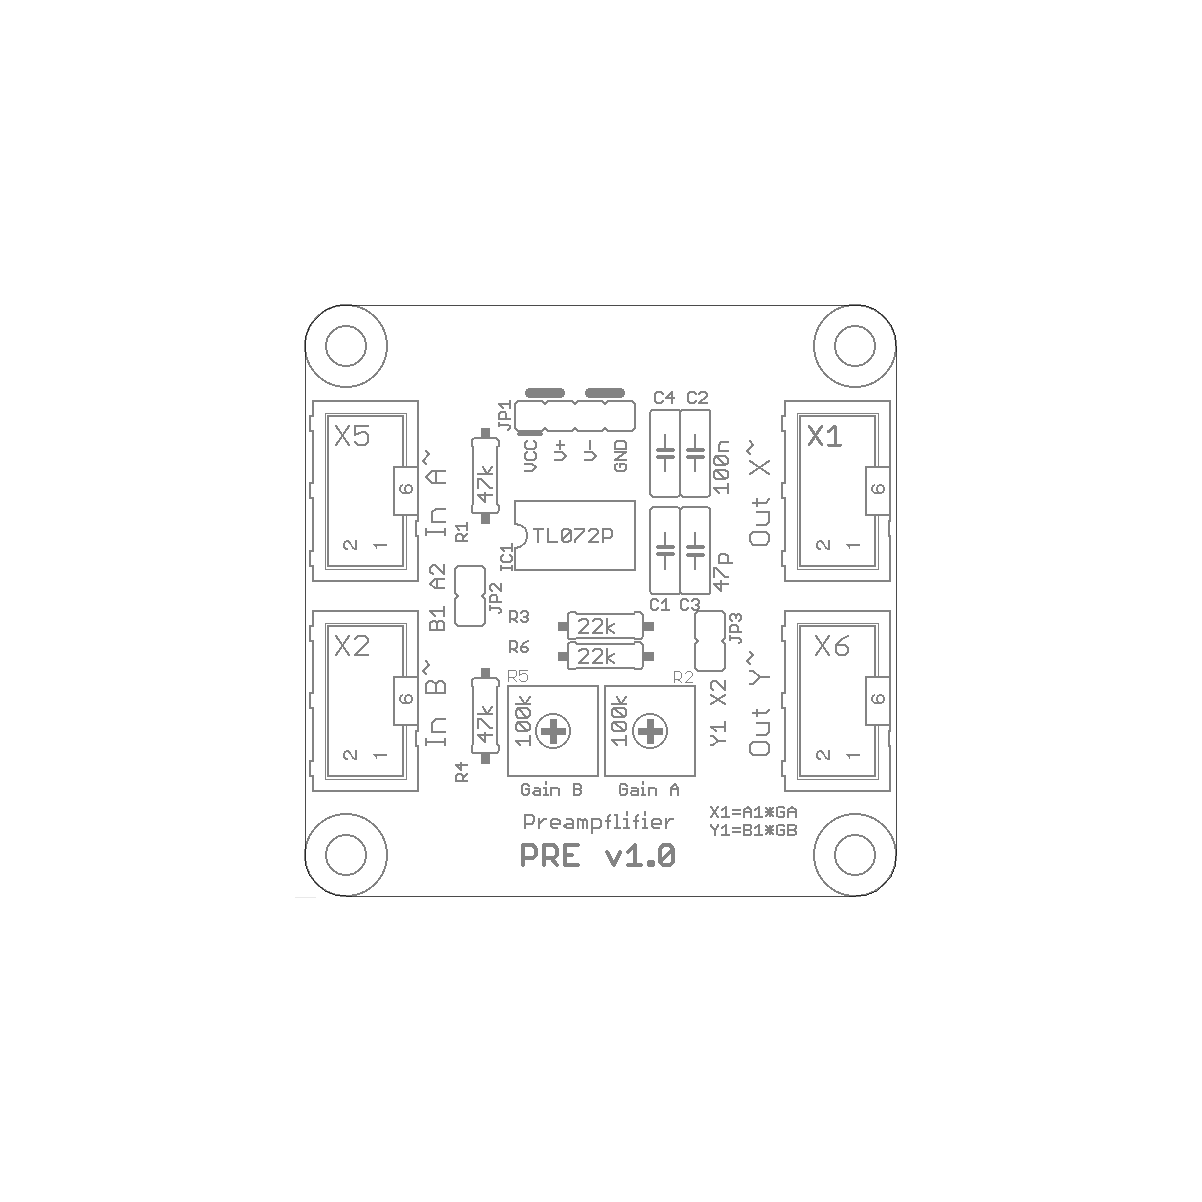 C4 C2
JP1
X5
X1
VCC
V+
V-
GND
47k
100n
In A
~
Out X
~
6
6
R1
TL072P
IC1
2 1
2 1
47p
A2
B1
JP2
C1 C3
R3
22k
JP3
R6
22k
X2
X6
R5
R2
In B
~
Out Y
~
47k
100k
100k
Y1 X2
6
6
2 1
2 1
R4
Gain B
Gain A
X1=A1*GA
Y1=B1*GB
Preampflifier
PRE v1.0